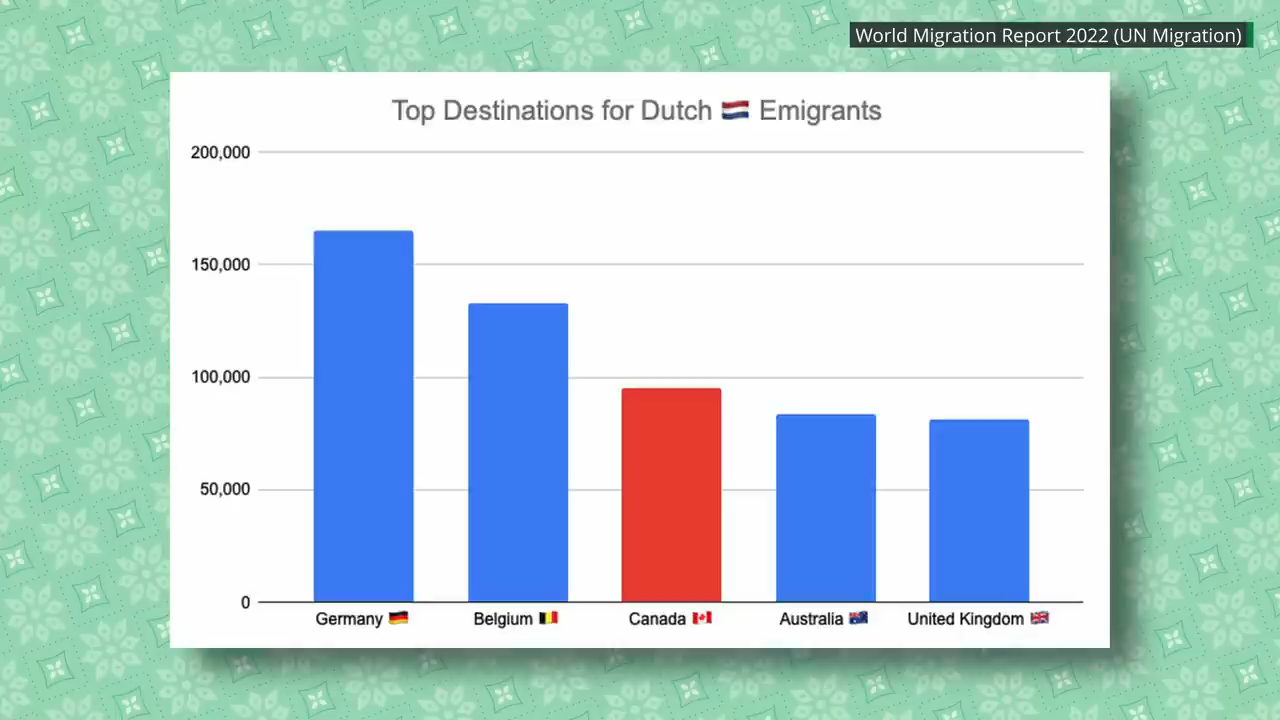 World Migration Report 2022 (UN Migration)
Top Destinations for Dutch 🇳🇱 Emigrants
200,000
150,000
100,000
50,000
0
Germany 🇩🇪 Belgium 🇧🇪 Canada 🇨🇦 Australia 🇦🇺 United Kingdom 🇬🇧